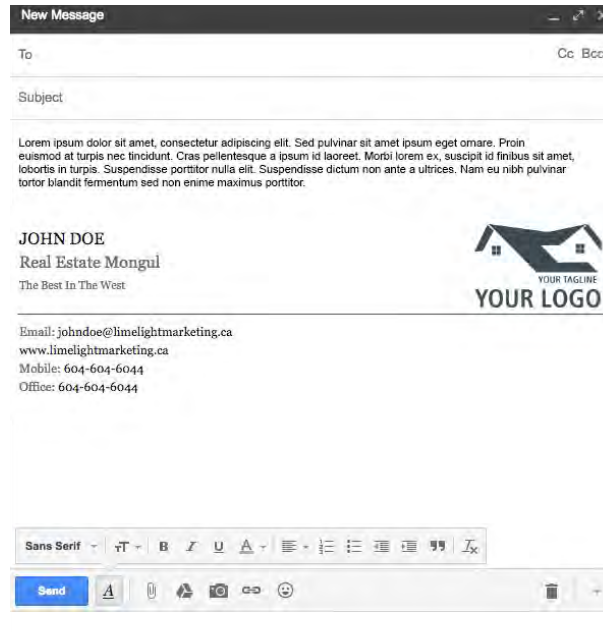 New Message
To Cc Bcc
Subject
Lorem ipsum dolor sit amet, consectetur adipiscing elit. Sed pulvinar sit amet ipsum eget ornare. Proin
euismod at turpis nec tincidunt. Cras pellentesque a ipsum id laoreet. Morbi lorem ex, suscipit id finibus sit amet,
lobortis in turpis. Suspendisse porttitor nulla elit. Suspendisse dictum non ante a ultrices. Nam eu nibh pulvinar
tortor blandit fermentum sed non enime maximus porttitor.
JOHN DOE
Real Estate Mongul
The Best In The West
YOUR TAGLINE
YOUR LOGO
Email: johndoe@limelightmarketing.ca
www.limelightmarketing.ca
Mobile: 604-604-6044
Office: 604-604-6044
Sans Serif
Send